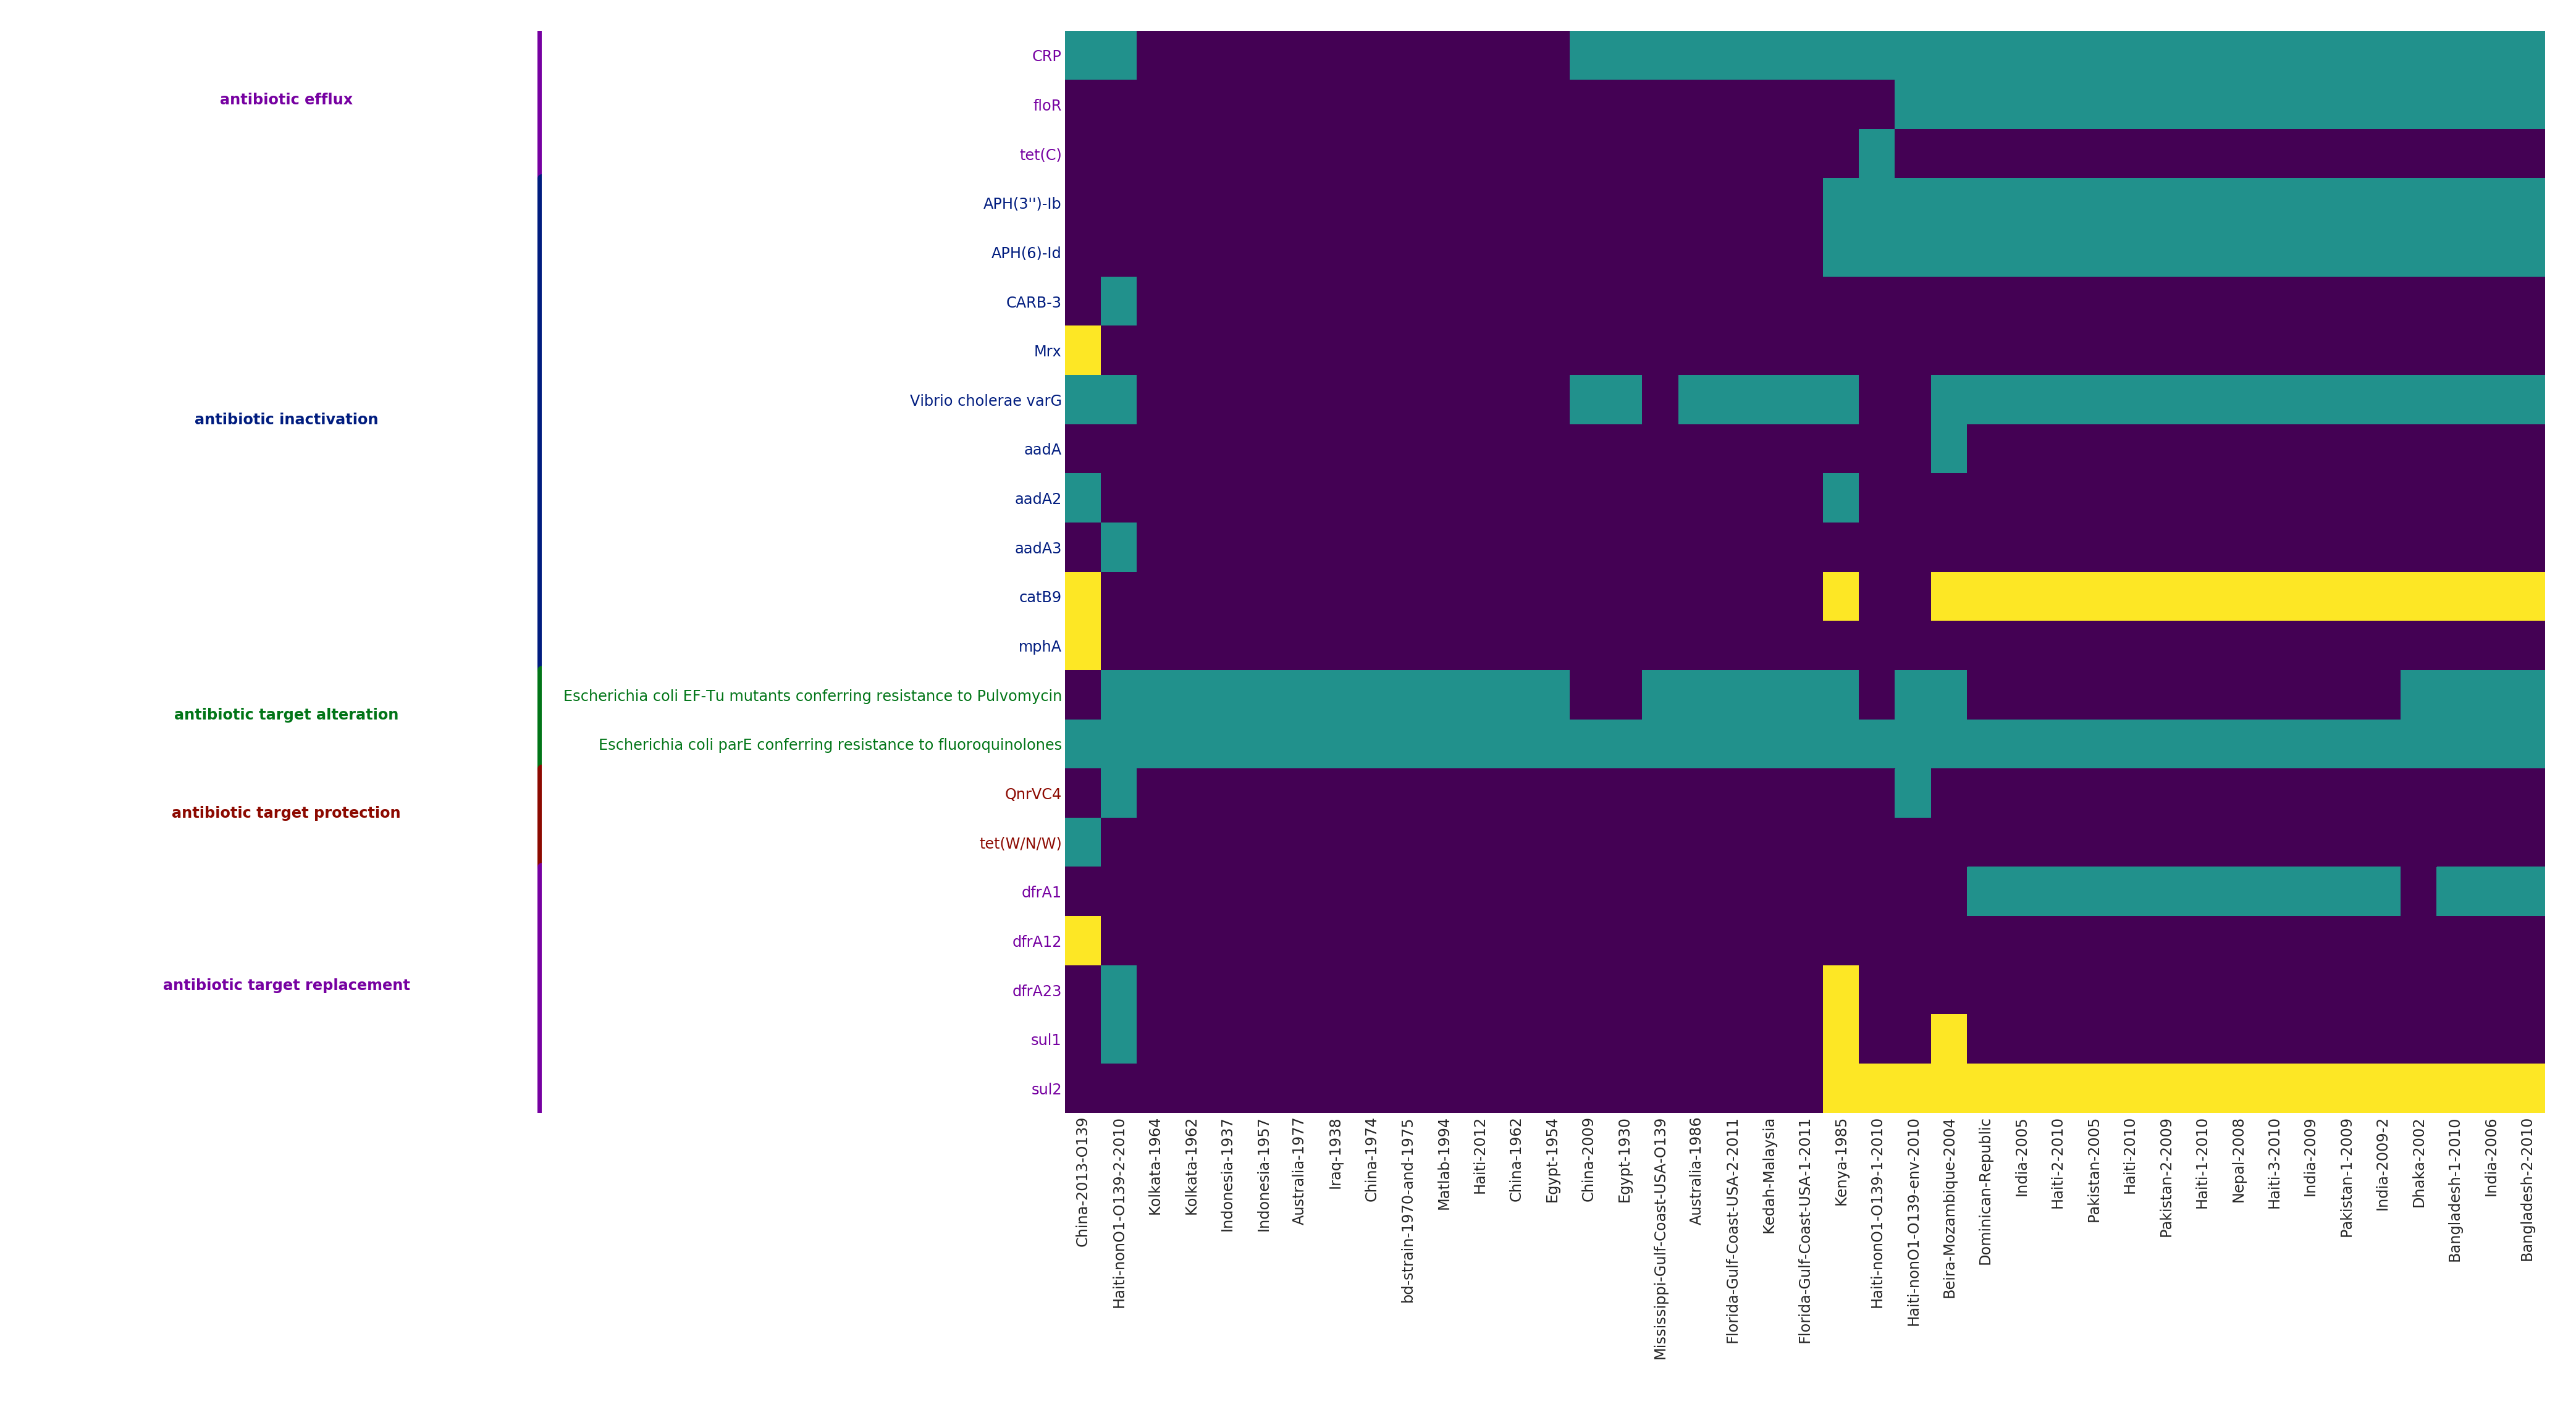 antibiotic efflux
CRP
floR
tet(C)
antibiotic inactivation
APH(3'')-Ib
APH(6)-Id
CARB-3
Mrx
Vibrio cholerae varG
aadA
aadA2
aadA3
catB9
mphA
antibiotic target alteration
Escherichia coli EF-Tu mutants conferring resistance to Pulvomycin
Escherichia coli parE conferring resistance to fluoroquinolones
antibiotic target protection
QnrVC4
tet(W/N/W)
antibiotic target replacement
dfrA1
dfrA12
dfrA23
sul1
sul2
China-2013-O139
Haiti-nonO1-O139-2-2010
Kolkata-1964
Kolkata-1962
Indonesia-1937
Indonesia-1957
Australia-1977
Iraq-1938
China-1974
bd-strain-1970-and-1975
Matlab-1994
Haiti-2012
China-1962
Egypt-1954
China-2009
Egypt-1930
Mississippi-Gulf-Coast-USA-O139
Australia-1986
Florida-Gulf-Coast-USA-2-2011
Kedah-Malaysia
Florida-Gulf-Coast-USA-1-2011
Kenya-1985
Haiti-nonO1-O139-1-2010
Haiti-nonO1-O139-env-2010
Beira-Mozambique-2004
Dominican-Republic
India-2005
Haiti-2-2010
Pakistan-2005
Haiti-2010
Pakistan-2-2009
Haiti-1-2010
Nepal-2008
Haiti-3-2010
India-2009
Pakistan-1-2009
India-2009-2
Dhaka-2002
Bangladesh-1-2010
India-2006
Bangladesh-2-2010